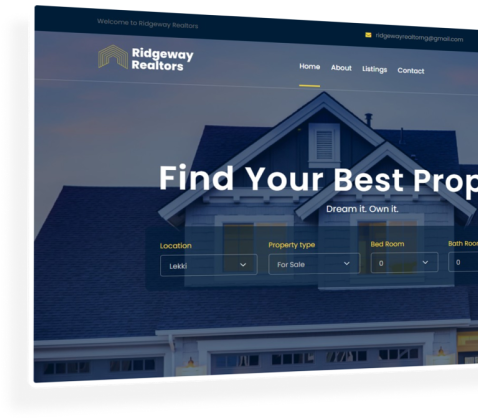 Welcome to Ridgeway Realtors
ridgewayrealtorng@gmail.com
Ridgeway
Realtors
Home About Listings Contact
Find Your Best Prop
Dream it. Own it.
Location Property type Bed Room Bath Room
Lekki For Sale 0 0